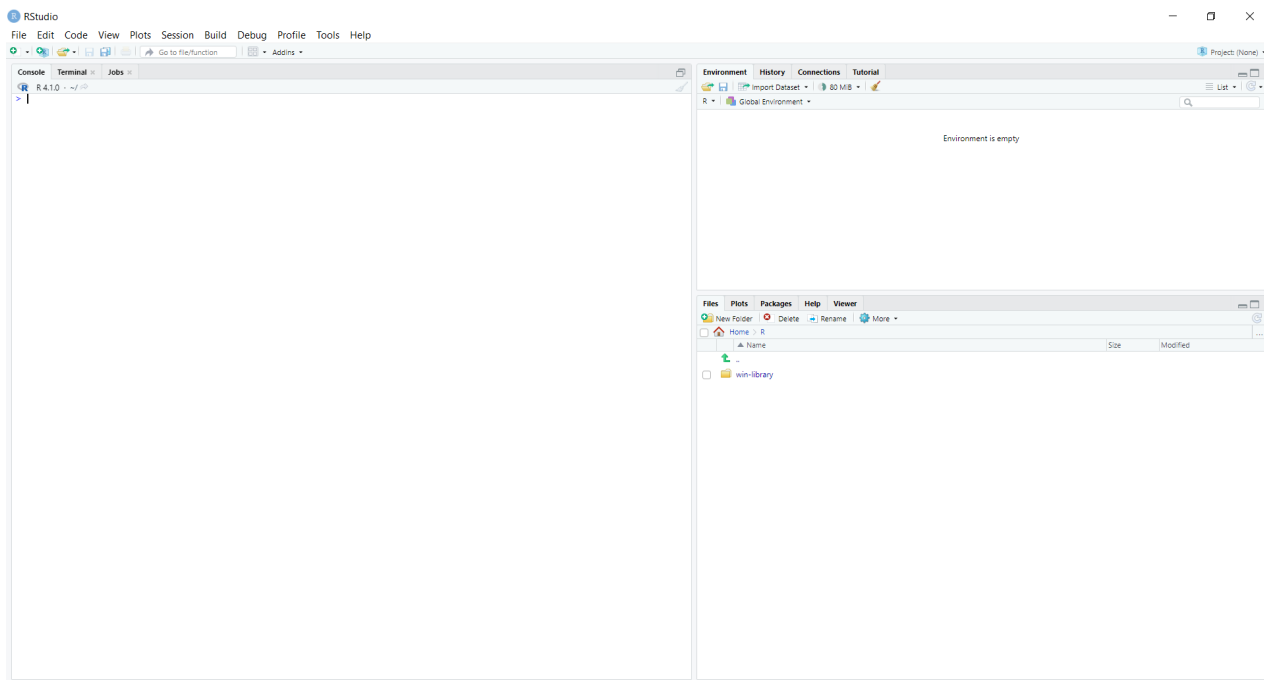 RStudio
File Edit Code View Plots Session Build Debug Profile Tools Help
Go to file/function Addins Project: (None)
Console Terminal Jobs
R 4.1.0 · ~/
>
Environment History Connections Tutorial
Import Dataset 80 MiB List
R Global Environment
Environment is empty
Files Plots Packages Help Viewer
New Folder Delete Rename More
Home R
Name Size Modified
..
win-library